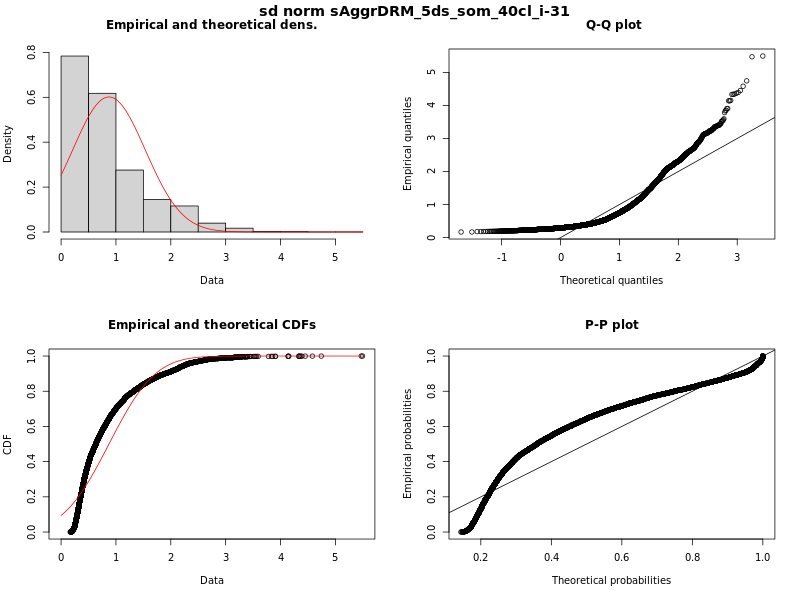 sd norm sAggrDRM_5ds_som_40cl_i-31
Empirical and theoretical dens.
Density
0.0 0.2 0.4 0.6 0.8
0 1 2 3 4 5
Data
Q-Q plot
Empirical quantiles
0 1 2 3 4 5
-1 0 1 2 3
Theoretical quantiles
Empirical and theoretical CDFs
CDF
0.0 0.2 0.4 0.6 0.8 1.0
0 1 2 3 4 5
Data
P-P plot
Empirical probabilities
0.0 0.2 0.4 0.6 0.8 1.0
0.2 0.4 0.6 0.8 1.0
Theoretical probabilities